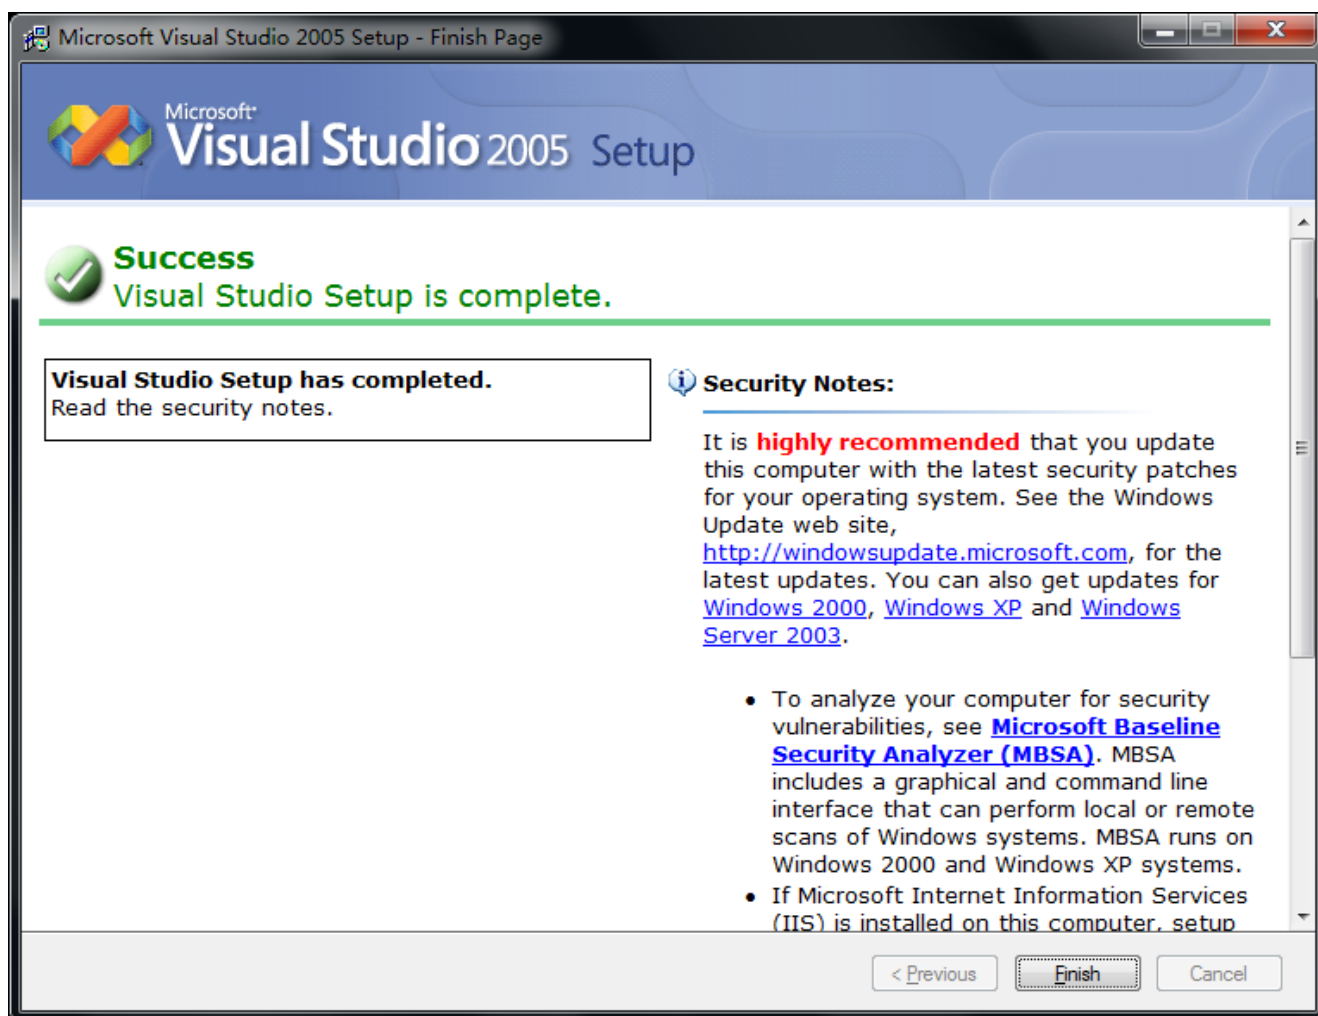 Microsoft Visual Studio 2005 Setup - Finish Page
Microsoft
Visual Studio 2005 Setup
Success
Visual Studio Setup is complete.
Visual Studio Setup has completed.
Read the security notes.
Security Notes:
It is highly recommended that you update
this computer with the latest security patches
for your operating system. See the Windows
Update web site,
http://windowsupdate.microsoft.com, for the
latest updates. You can also get updates for
Windows 2000, Windows XP and Windows
Server 2003.
• To analyze your computer for security
vulnerabilities, see Microsoft Baseline
Security Analyzer (MBSA). MBSA
includes a graphical and command line
interface that can perform local or remote
scans of Windows systems. MBSA runs on
Windows 2000 and Windows XP systems.
• If Microsoft Internet Information Services
(IIS) is installed on this computer, setup
< Previous
Finish
Cancel